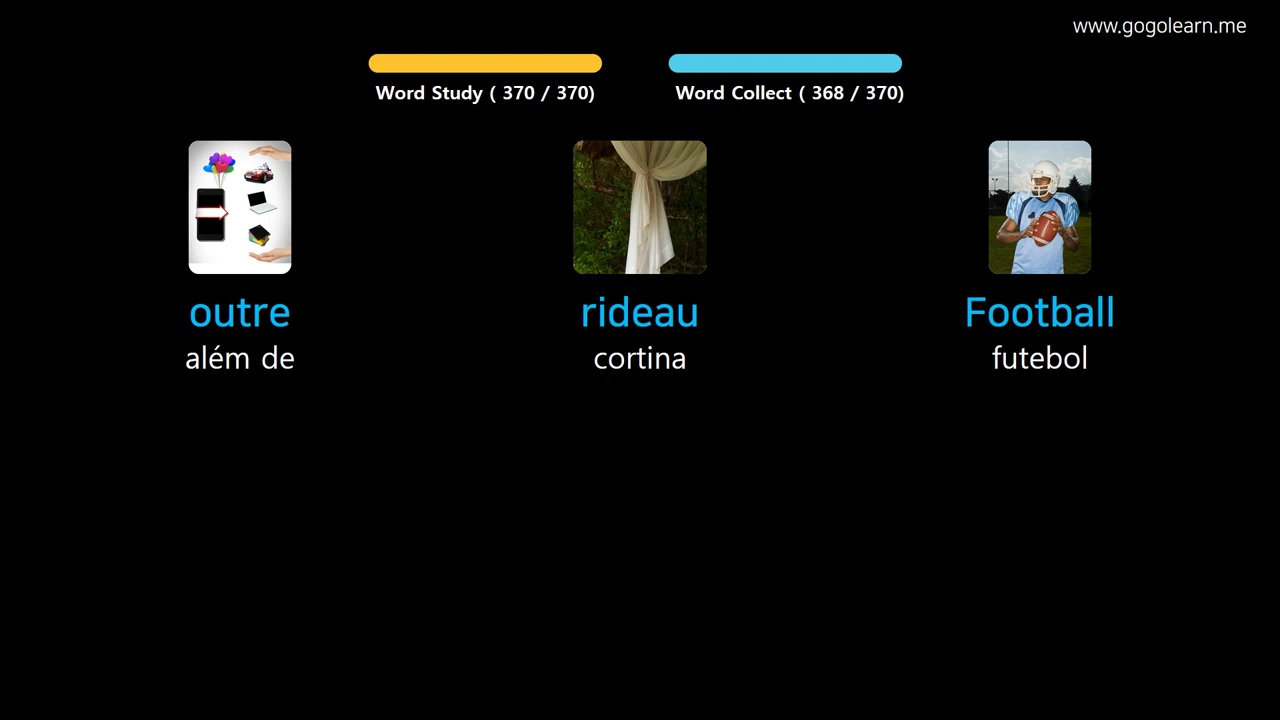 www.gogolearn.me
Word Study ( 370 / 370)
Word Collect ( 368 / 370)
outre
rideau
Football
além de
cortina
futebol